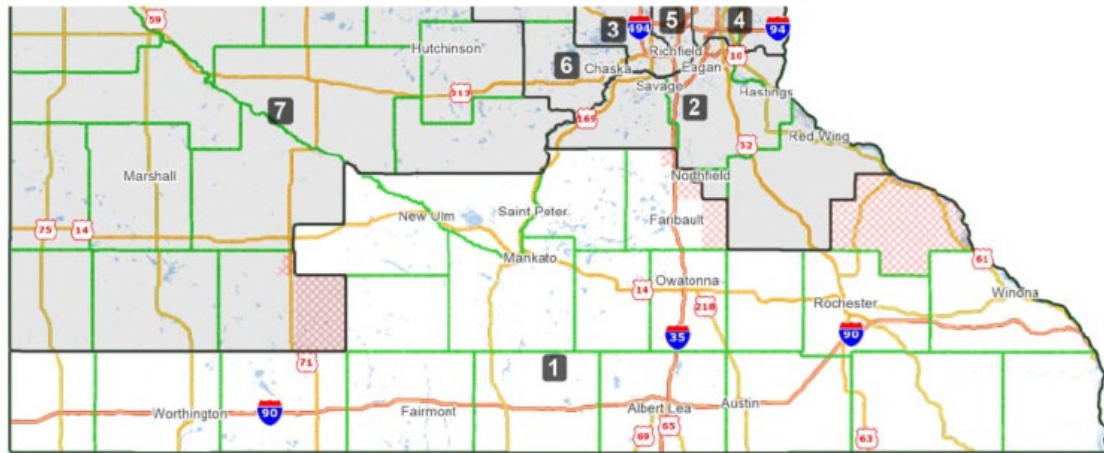 59
3
494
5
4
94
Hutchinson
Richfield
10
6
Chaska
Eagan
Savage
Hastings
212
7
169
2
Red Wing
52
Marshall
Northfield
New Ulm
Saint Peter
Faribault
75
14
Mankato
61
Owatonna
14
218
Rochester
Winona
35
90
71
1
Worthington
90
Fairmont
Albert Lea
Austin
65
69
63